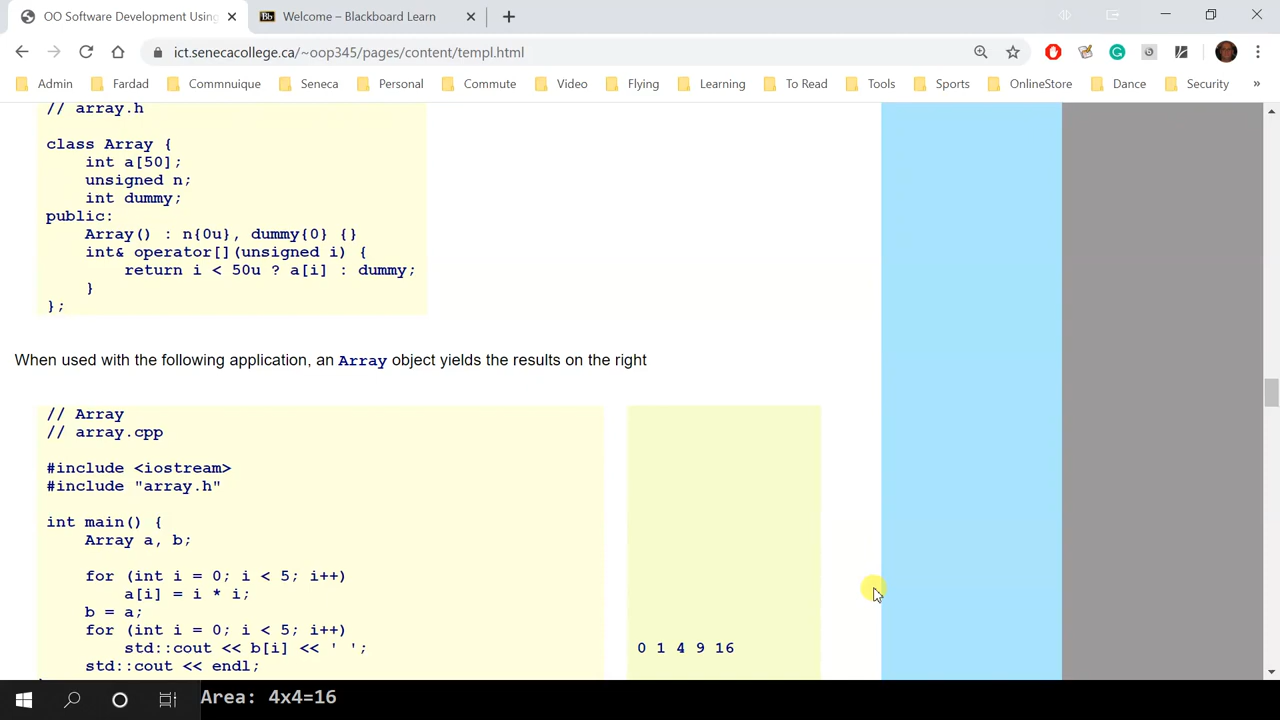 OO Software Development Using
Welcome – Blackboard Learn
ict.senecacollege.ca/~oop345/pages/content/templ.html
Admin Fardad Commnuique Seneca Personal Commute Video Flying Learning To Read Tools Sports OnlineStore Dance Security »
// array.h
class Array {
int a[50];
unsigned n;
int dummy;
public:
Array() : n{0u}, dummy{0} {}
int& operator[](unsigned i) {
return i < 50u ? a[i] : dummy;
}
};
When used with the following application, an Array object yields the results on the right
// Array
// array.cpp
#include <iostream>
#include "array.h"
int main() {
Array a, b;
for (int i = 0; i < 5; i++)
a[i] = i * i;
b = a;
for (int i = 0; i < 5; i++)
std::cout << b[i] << ' ';
0 1 4 9 16
std::cout << endl;
Area: 4x4=16